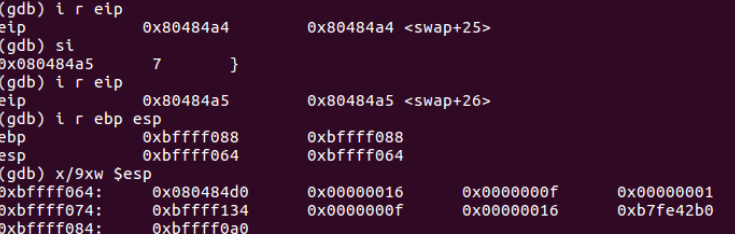 (gdb) i r eip
eip 0x80484a4 0x80484a4 <swap+25>
(gdb) si
0x080484a5 7 }
(gdb) i r eip
eip 0x80484a5 0x80484a5 <swap+26>
(gdb) i r ebp esp
ebp 0xbffff088 0xbffff088
esp 0xbffff064 0xbffff064
(gdb) x/9xw $esp
0xbffff064: 0x080484d0 0x00000016 0x0000000f 0x00000001
0xbffff074: 0xbffff134 0x0000000f 0x00000016 0xb7fe42b0
0xbffff084: 0xbffff0a0